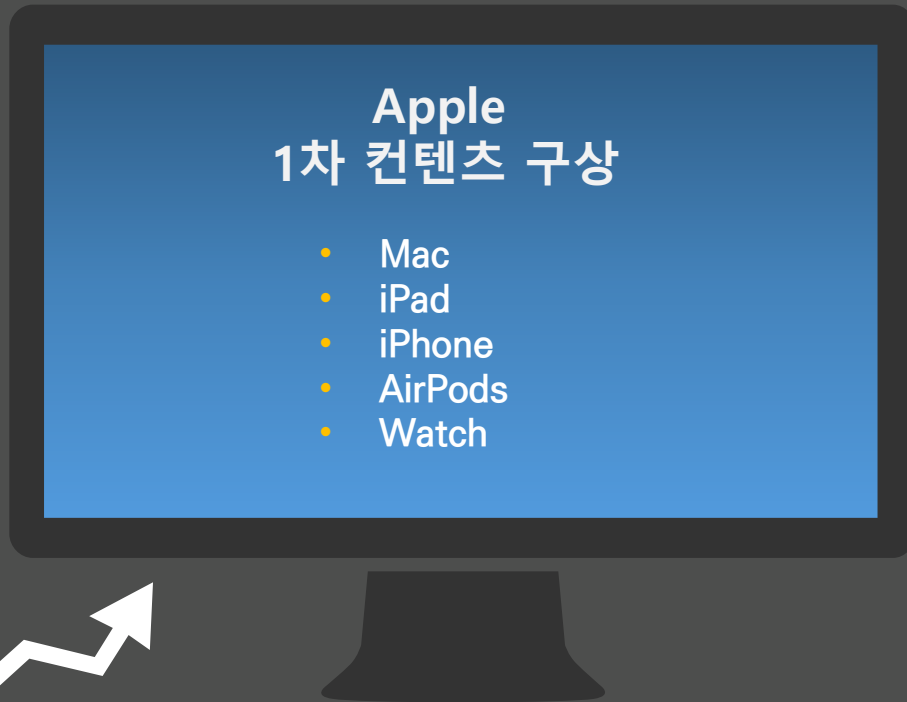 Apple
1차 컨텐츠 구상
• Mac
• iPad
• iPhone
• AirPods
• Watch